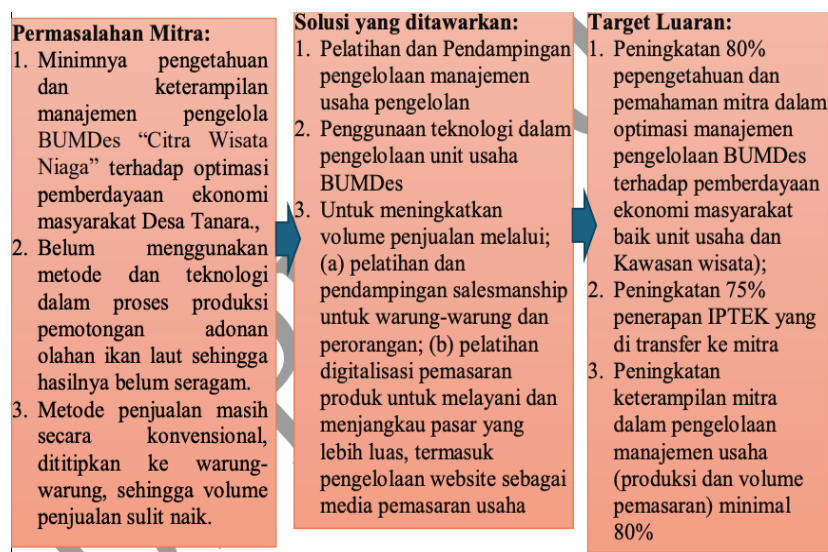 Permasalahan Mitra:
1. Minimnya pengetahuan
dan keterampilan
manajemen pengelola
BUMDes “Citra Wisata
Niaga” terhadap optimasi
pemberdayaan ekonomi
masyarakat Desa Tanara.,
2. Belum menggunakan
metode dan teknologi
dalam proses produksi
pemotongan adonan
olahan ikan laut sehingga
hasilnya belum seragam.
3. Metode penjualan masih
secara konvensional,
dititipkan ke warung-
warung, sehingga volume
penjualan sulit naik.
Solusi yang ditawarkan:
1. Pelatihan dan Pendampingan
pengelolaan manajemen
usaha pengelolan
2. Penggunaan teknologi dalam
pengelolaan unit usaha
BUMDes
3. Untuk meningkatkan
volume penjualan melalui;
(a) pelatihan dan
pendampingan salesmanship
untuk warung-warung dan
perorangan; (b) pelatihan
digitalisasi pemasaran
produk untuk melayani dan
menjangkau pasar yang
lebih luas, termasuk
pengelolaan website sebagai
media pemasaran usaha
Target Luaran:
1. Peningkatan 80%
pepengetahuan dan
pemahaman mitra dalam
optimasi manajemen
pengelolaan BUMDes
terhadap pemberdayaan
ekonomi masyarakat
baik unit usaha dan
Kawasan wisata);
2. Peningkatan 75%
penerapan IPTEK yang
di transfer ke mitra
3. Peningkatan
keterampilan mitra
dalam pengelolaan
manajemen usaha
(produksi dan volume
pemasaran) minimal
80%